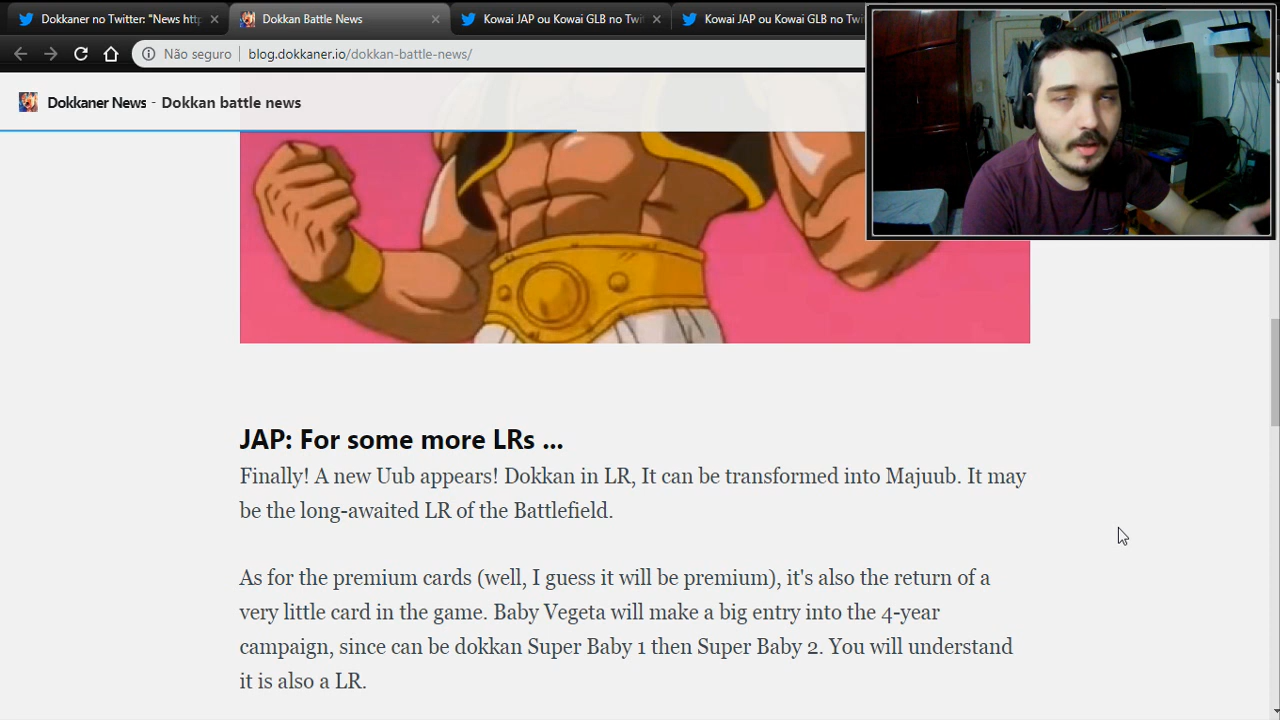 Dokkaner no Twitter: "News http
Dokkan Battle News
Kowai JAP ou Kowai GLB no Twit
Kowai JAP ou Kowai GLB no Twi
Não seguro
blog.dokkaner.io/dokkan-battle-news/
Dokkaner News - Dokkan battle news
JAP: For some more LRs ...
Finally! A new Uub appears! Dokkan in LR, It can be transformed into Majuub. It may
be the long-awaited LR of the Battlefield.
As for the premium cards (well, I guess it will be premium), it's also the return of a
very little card in the game. Baby Vegeta will make a big entry into the 4-year
campaign, since can be dokkan Super Baby 1 then Super Baby 2. You will understand
it is also a LR.